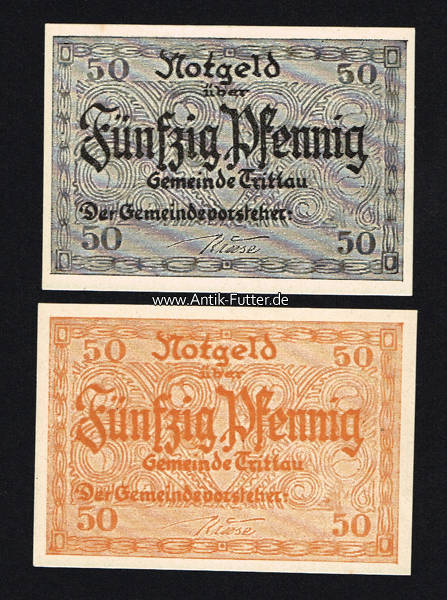 50 Notgeld 50
über
Fünfzig Pfennig
Gemeinde Trittau
Der Gemeindevorsteher:
50 50
www.Antik-Futter.de
50 Notgeld 50
über
Fünfzig Pfennig
Gemeinde Trittau
Der Gemeindevorsteher:
50 50